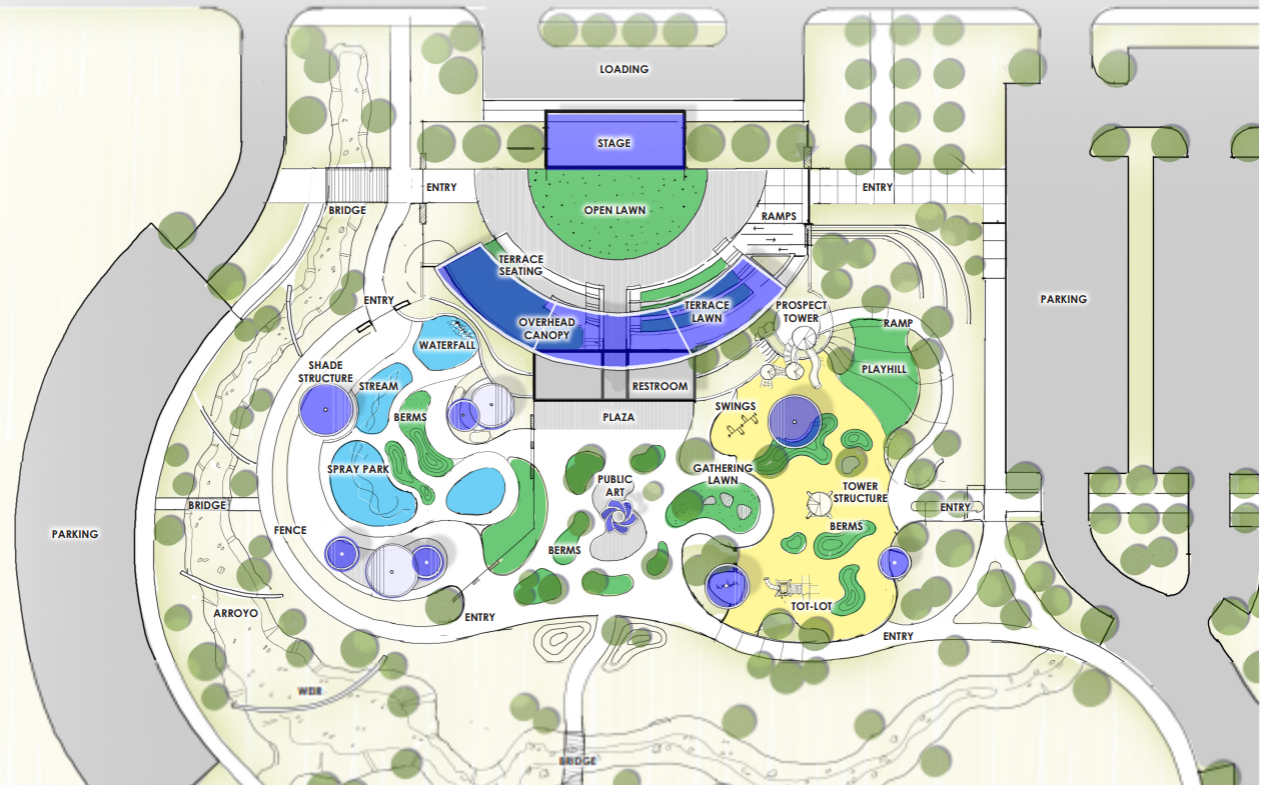 LOADING
STAGE
ENTRY
ENTRY
BRIDGE
OPEN LAWN
RAMPS
TERRACE
SEATING
ENTRY
PARKING
TERRACE
LAWN
PROSPECT
TOWER
OVERHEAD
CANOPY
RAMP
WATERFALL
SHADE
STRUCTURE
STREAM
PLAYHILL
RESTROOM
BERMS
PLAZA
SWINGS
SPRAY PARK
GATHERING
LAWN
PUBLIC
ART
TOWER
STRUCTURE
BRIDGE
ENTRY
FENCE
PARKING
BERMS
BERMS
TOT-LOT
ARROYO
ENTRY
ENTRY
WEIR
BRIDGE